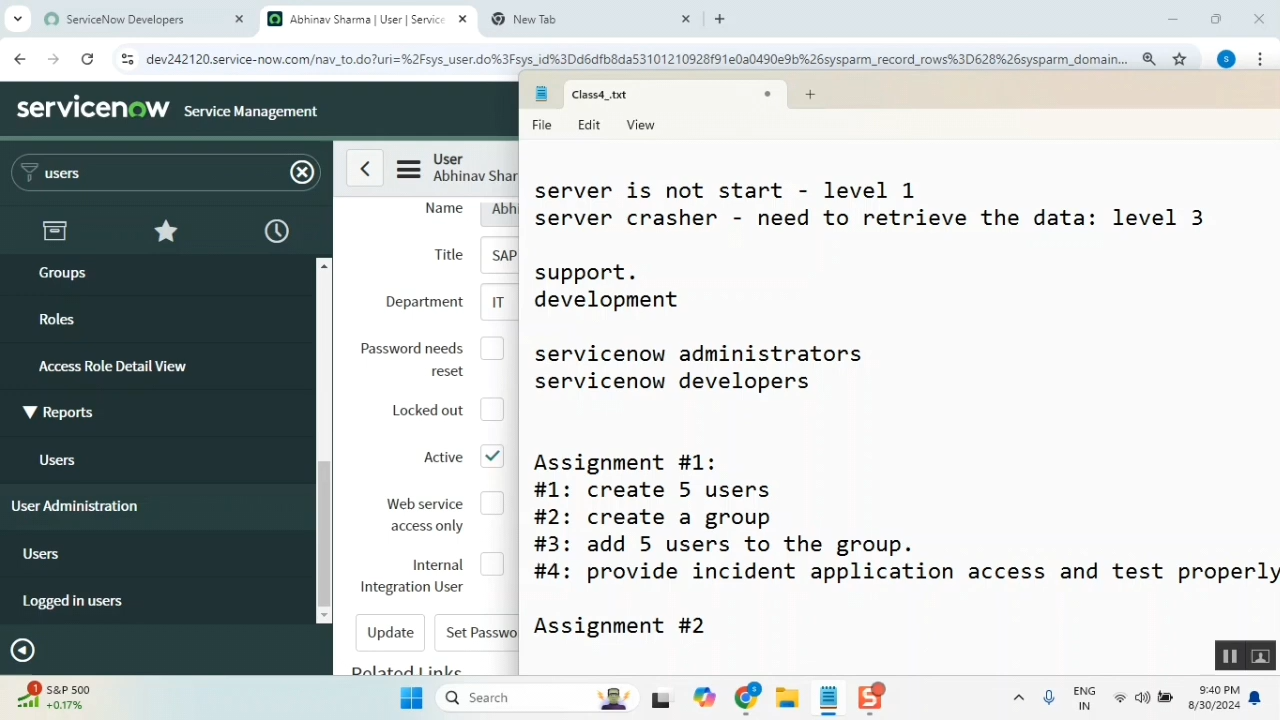 ServiceNow Developers
Abhinav Sharma | User | Service
New Tab
dev242120.service-now.com/nav_to.do?uri=%2Fsys_user.do%3Fsys_id%3Dd6dfb8da53101210928f91e0a0490e9b%26sysparm_record_rows%3D628%26sysparm_domain...
s
servicenow Service Management
users
User
Abhinav Shar
Class4_.txt
File Edit View
Groups
Roles
Access Role Detail View
Reports
Users
User Administration
Users
Logged in users
Name Abhi
Title SAP
Department IT
Password needs
reset
Locked out
Active
Web service
access only
Internal
Integration User
Update Set Passwo
Related Links
server is not start - level 1
server crasher - need to retrieve the data: level 3
support.
development
servicenow administrators
servicenow developers
Assignment #1:
#1: create 5 users
#2: create a group
#3: add 5 users to the group.
#4: provide incident application access and test properly
Assignment #2
1
S&P 500
+0.17%
Search
ENG
IN
9:40 PM
8/30/2024